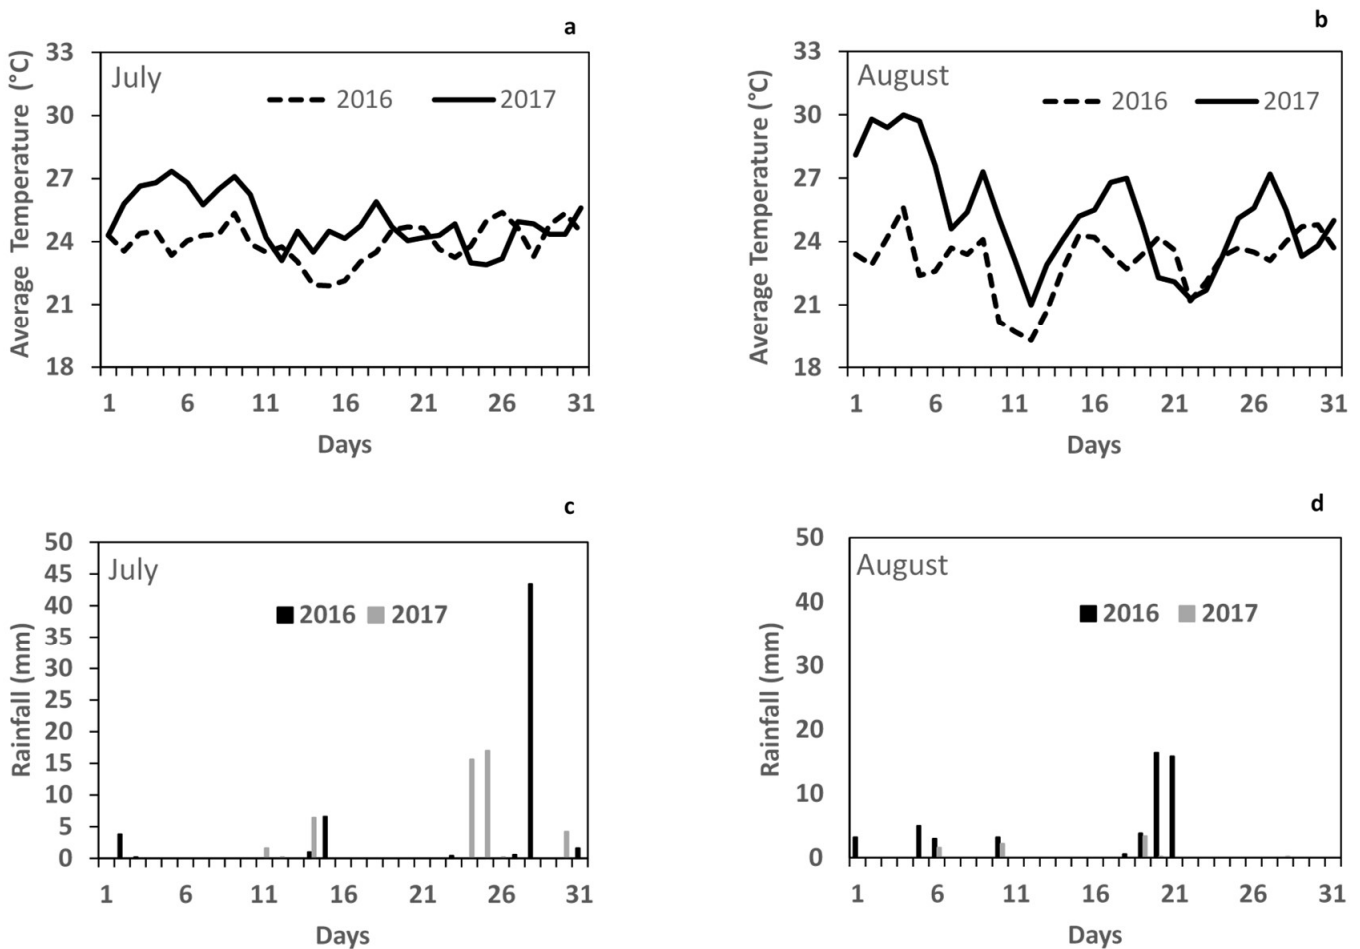 a
33
30
27
24
21
18
Average Temperature (°C)
July
2016 2017
1 6 11 16 21 26 31
Days
b
33
30
27
24
21
18
Average Temperature (°C)
August
2016 2017
1 6 11 16 21 26 31
Days
c
50
45
40
35
30
25
20
15
10
5
0
Rainfall (mm)
July
2016 2017
1 6 11 16 21 26 31
Days
d
50
40
30
20
10
0
Rainfall (mm)
August
2016 2017
1 6 11 16 21 26 31
Days